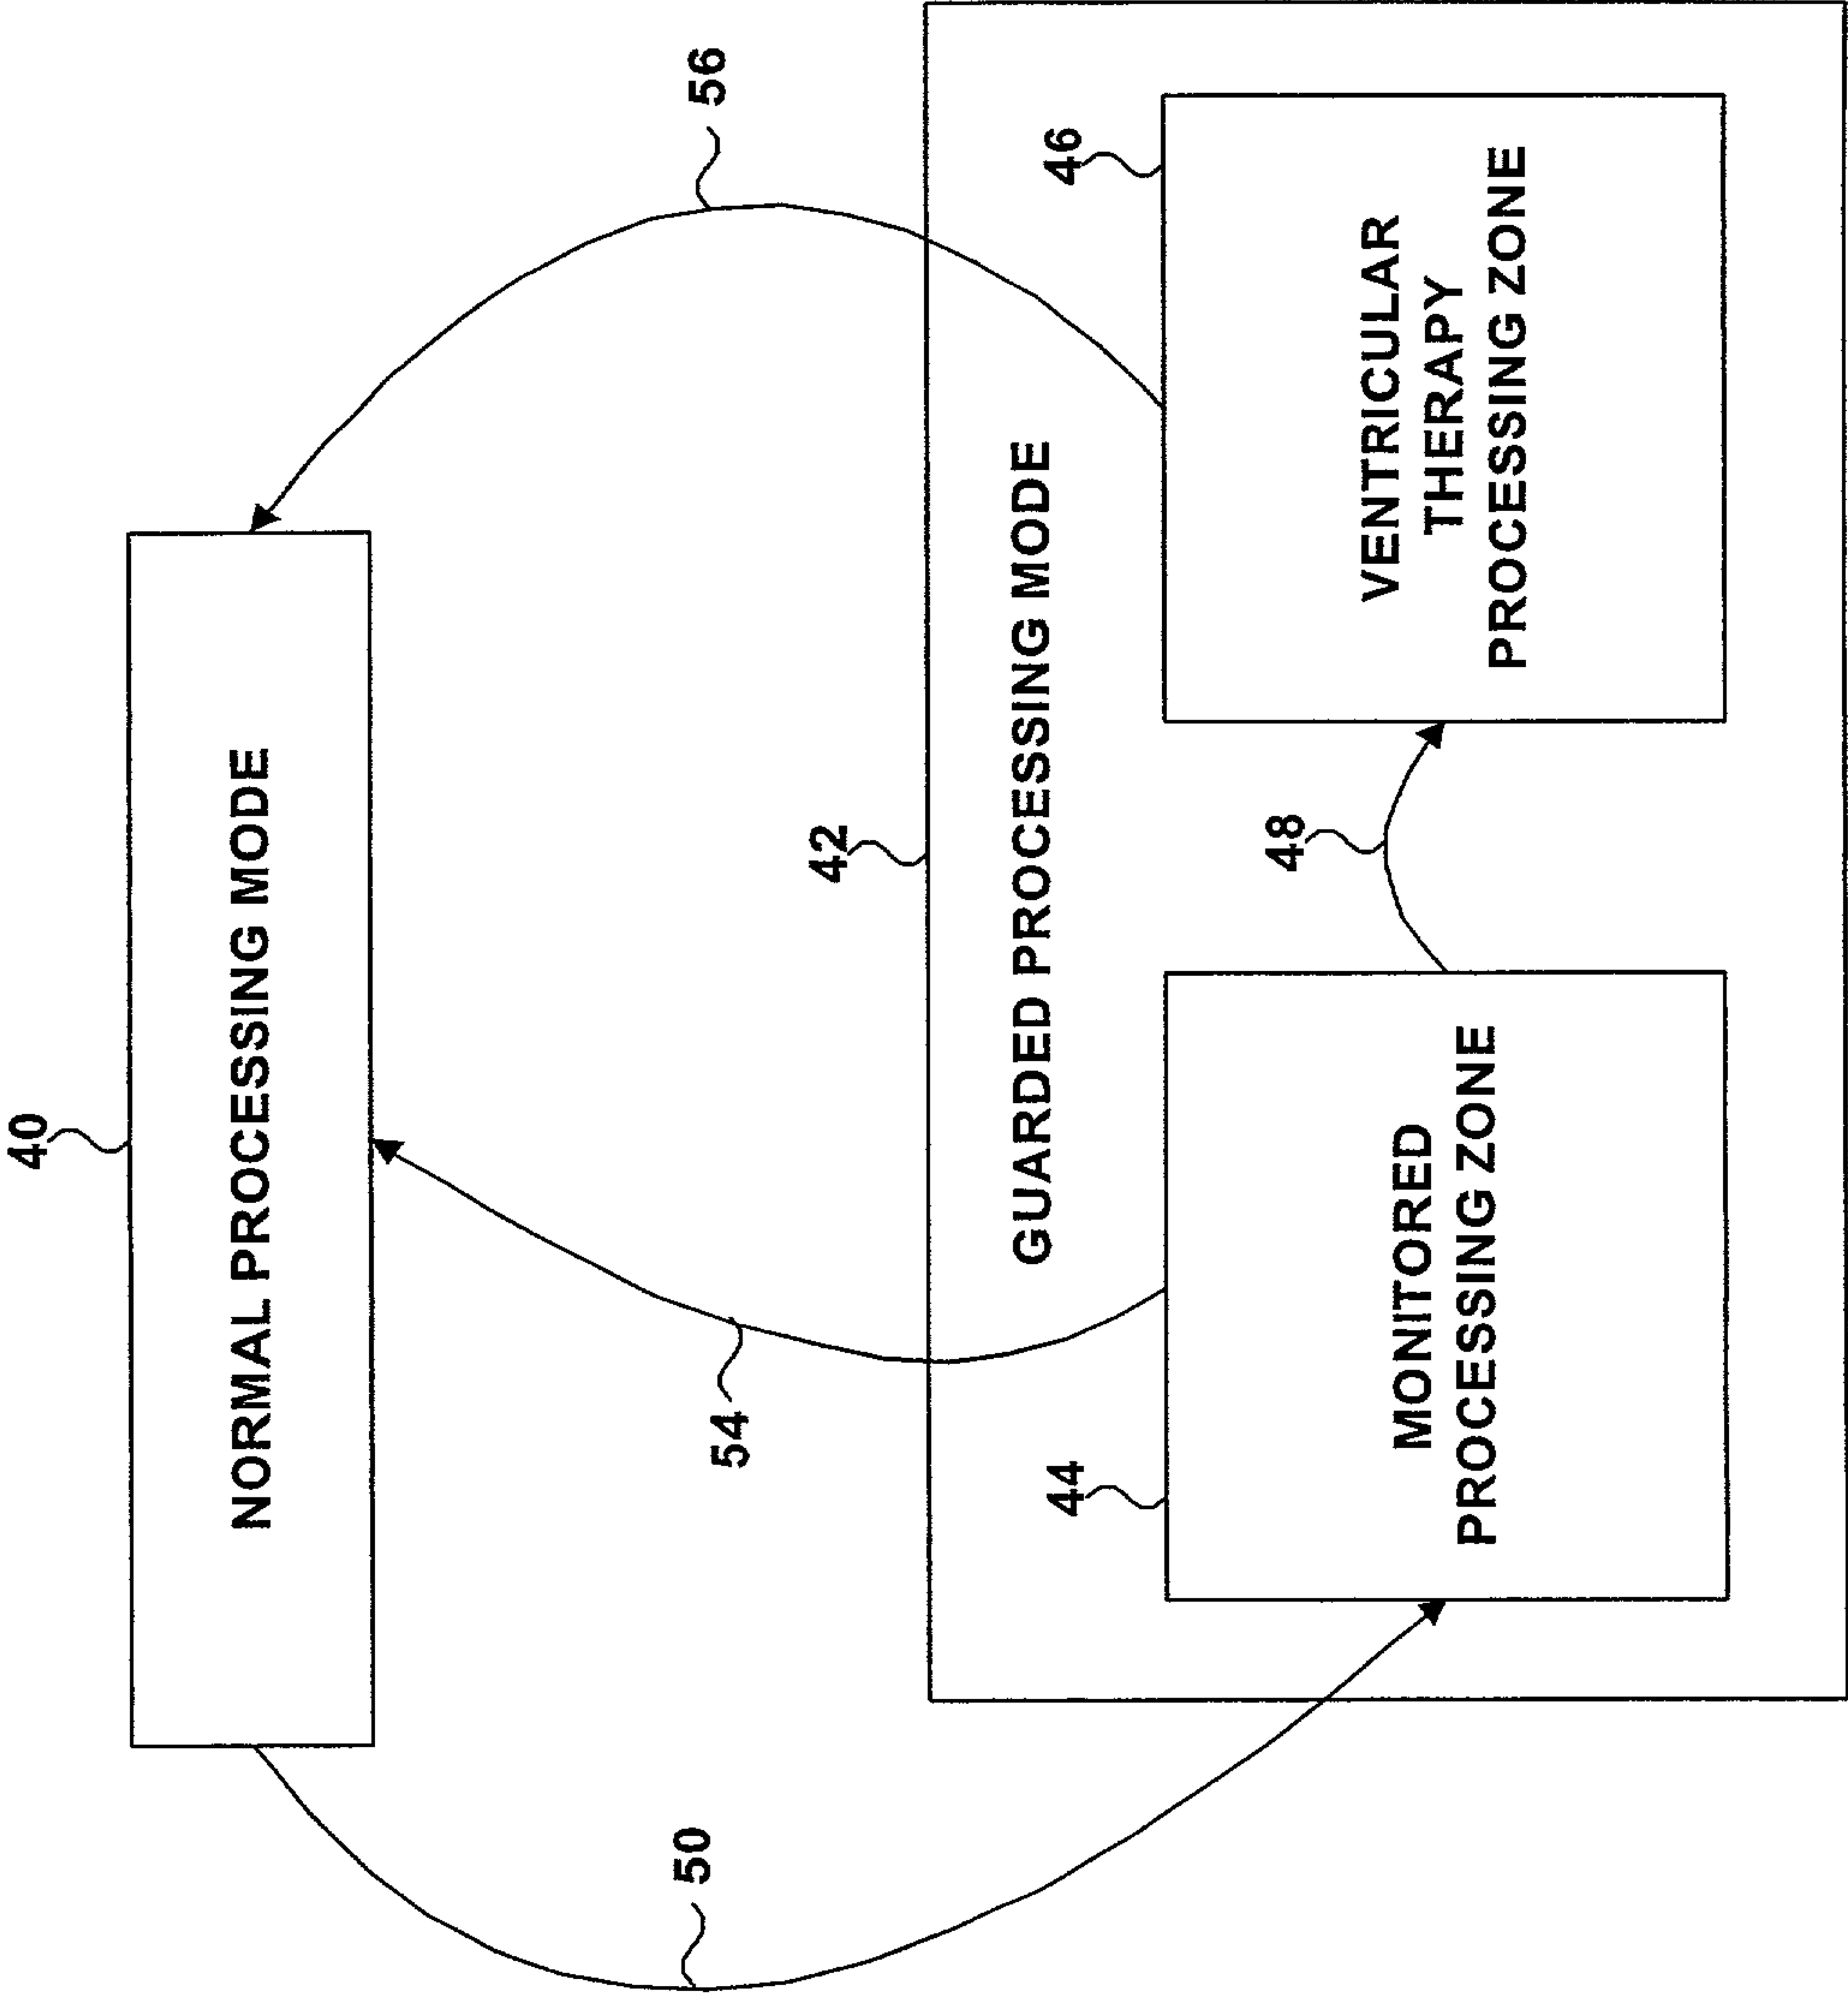 40
NORMAL PROCESSING MODE
50
54
56
42
GUARDED PROCESSING MODE
44
MONITORED
PROCESSING ZONE
48
46
VENTRICULAR
THERAPY
PROCESSING ZONE